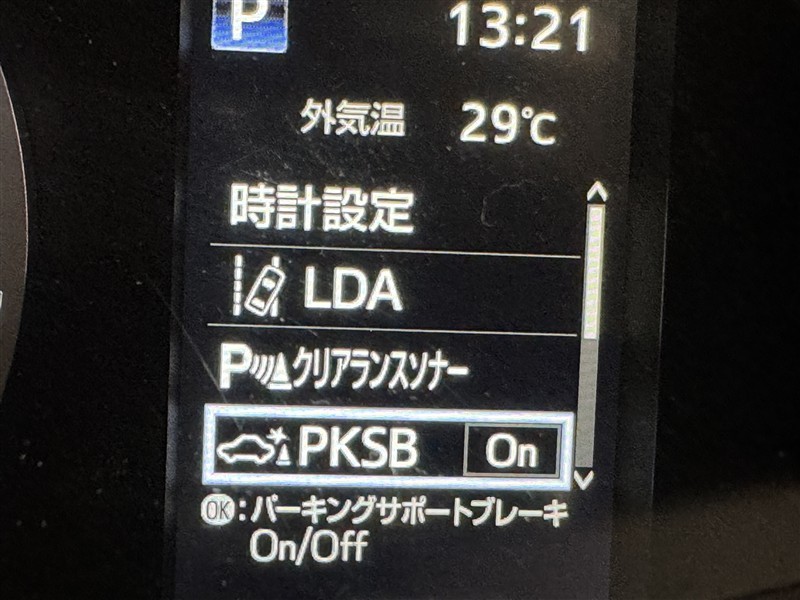 P 13:21
外気温 29℃
時計設定
LDA
Pクリアランスソナー
PKSB On
OK:パーキングサポートブレーキ
On/Off